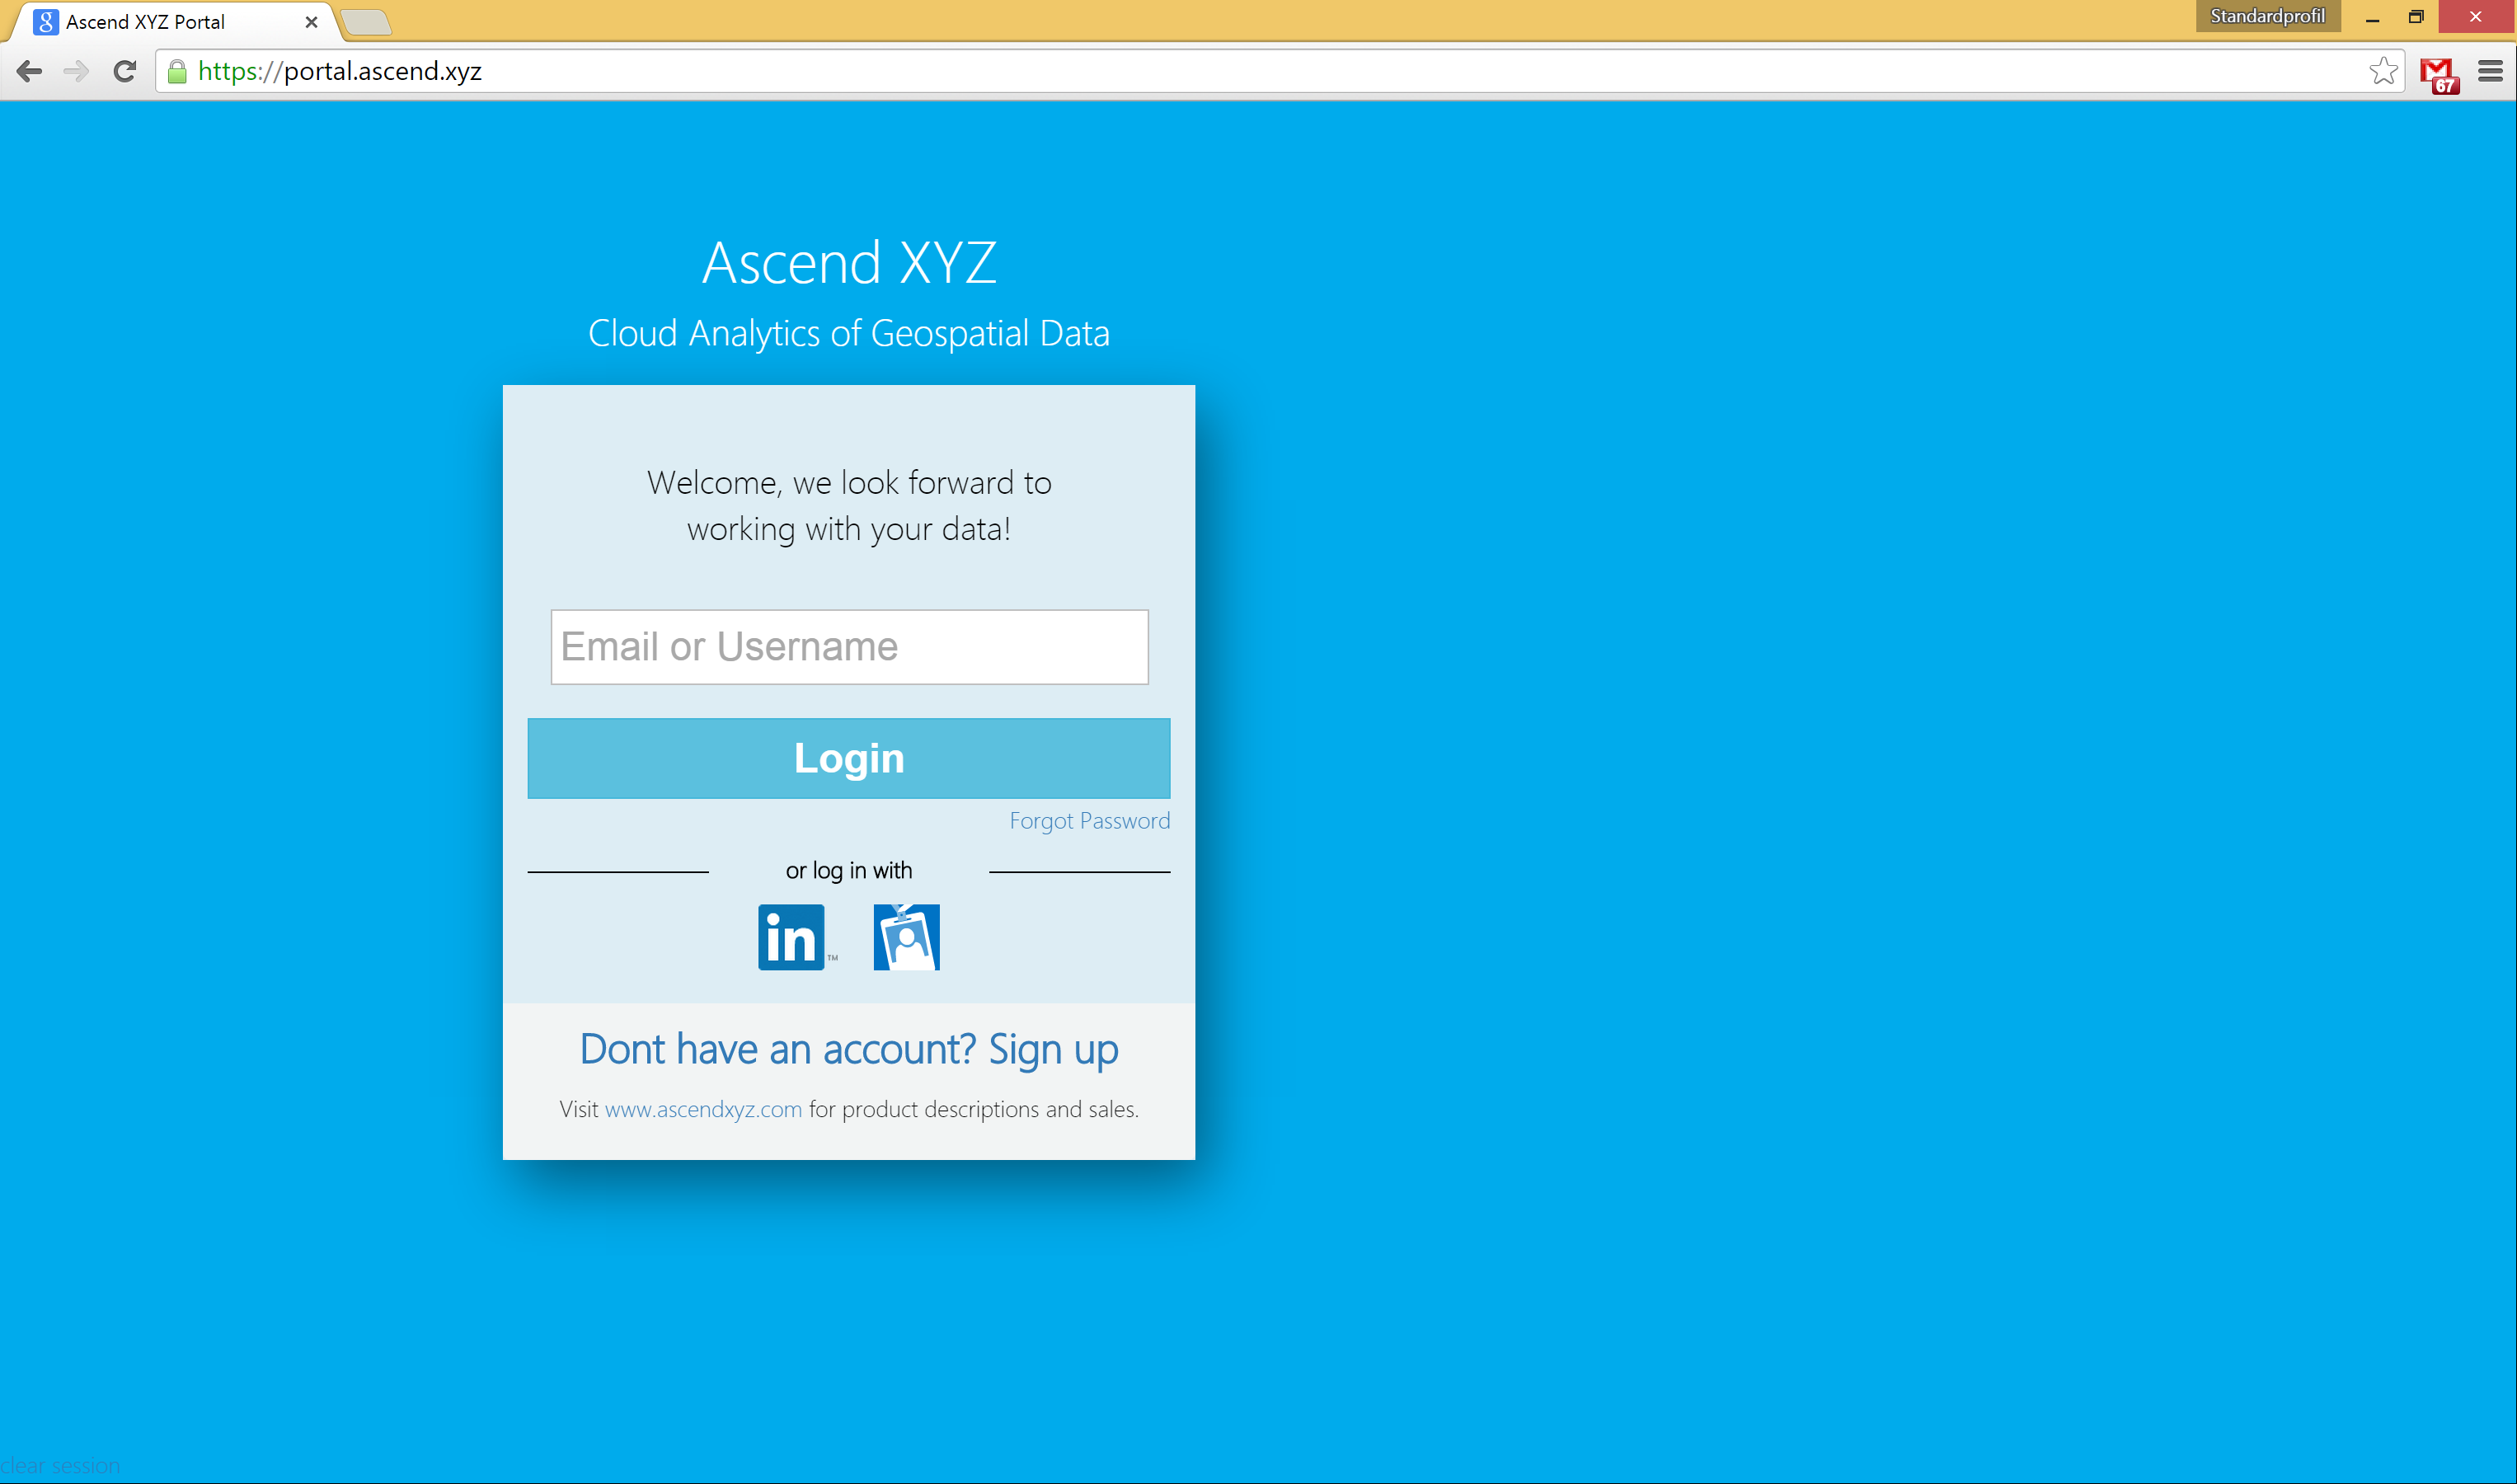 Ascend XYZ Portal
Standardprofil
https://portal.ascend.xyz
67
Ascend XYZ
Cloud Analytics of Geospatial Data
Welcome, we look forward to
working with your data!
Email or Username
Login
Forgot Password
or log in with
in TM
Dont have an account? Sign up
Visit www.ascendxyz.com for product descriptions and sales.
clear session